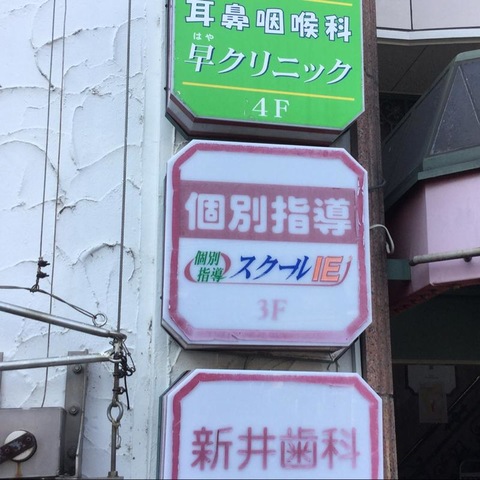 耳鼻咽喉科
はや
早クリニック
4F
個別指導
個別指導 スクールIE
3F
新井歯科